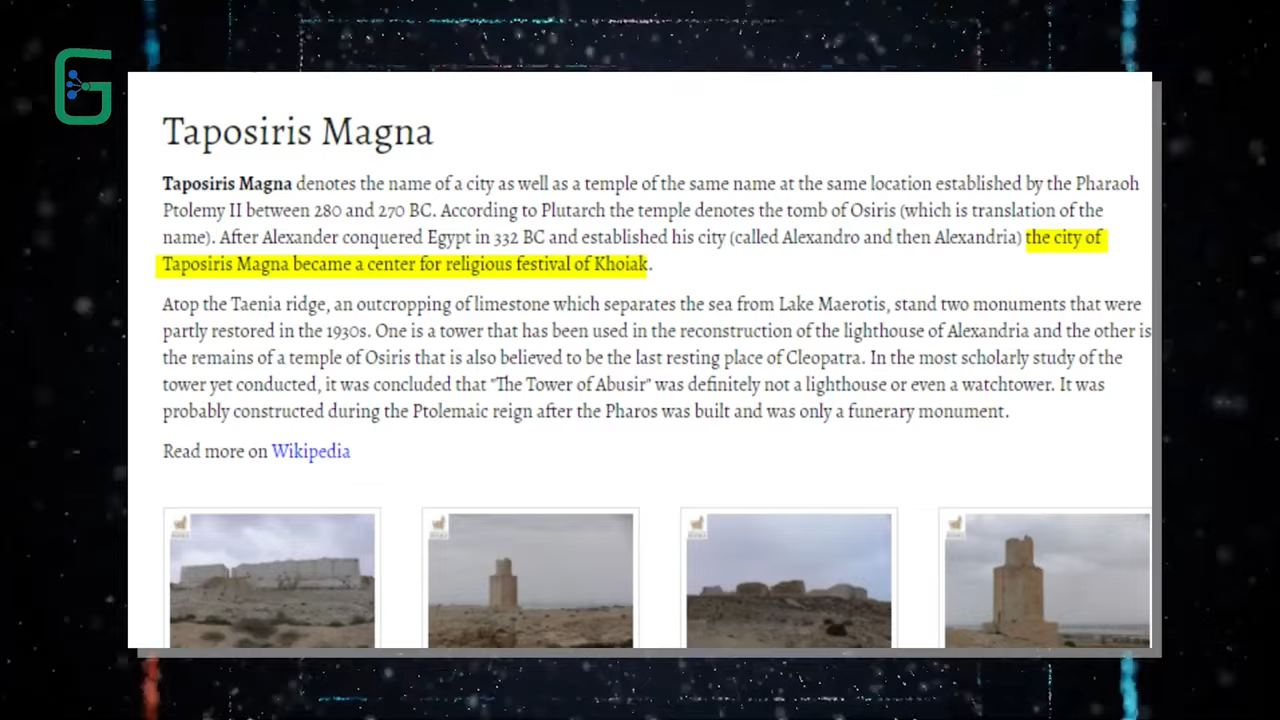 G
Taposiris Magna
Taposiris Magna denotes the name of a city as well as a temple of the same name at the same location established by the Pharaoh
Ptolemy II between 280 and 270 BC. According to Plutarch the temple denotes the tomb of Osiris (which is translation of the
name). After Alexander conquered Egypt in 332 BC and established his city (called Alexandro and then Alexandria) the city of
Taposiris Magna became a center for religious festival of Khoiak.
Atop the Taenia ridge, an outcropping of limestone which separates the sea from Lake Maerotis, stand two monuments that were
partly restored in the 1930s. One is a tower that has been used in the reconstruction of the lighthouse of Alexandria and the other is
the remains of a temple of Osiris that is also believed to be the last resting place of Cleopatra. In the most scholarly study of the
tower yet conducted, it was concluded that "The Tower of Abusir" was definitely not a lighthouse or even a watchtower. It was
probably constructed during the Ptolemaic reign after the Pharos was built and was only a funerary monument.
Read more on Wikipedia